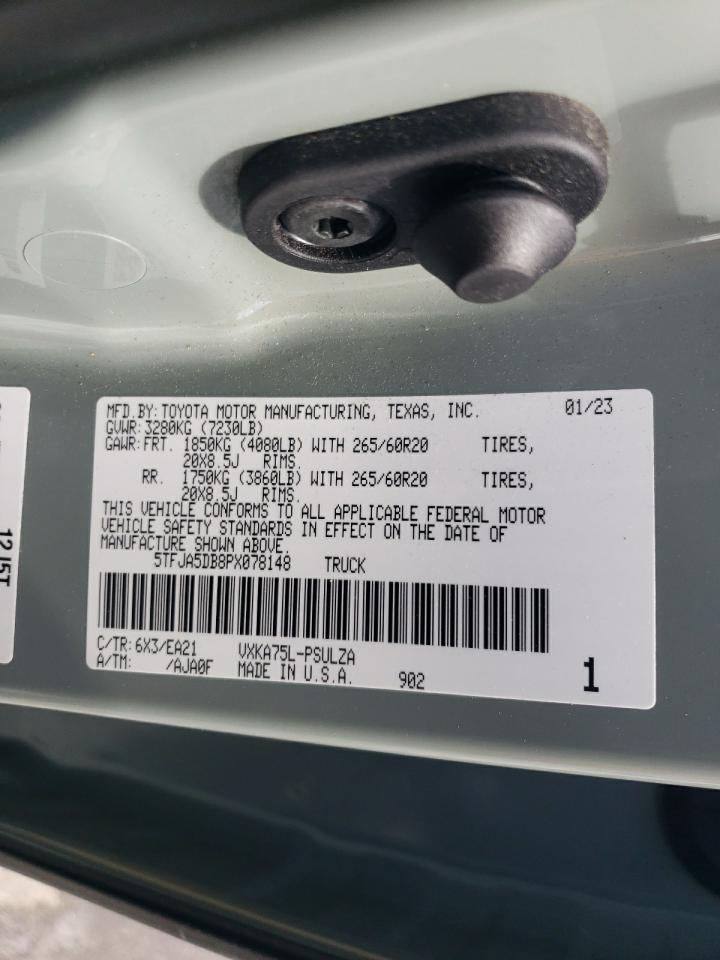 MFD.BY:TOYOTA MOTOR MANUFACTURING, TEXAS, INC. 01/23
GVWR:3280KG (7230LB)
GAWR:FRT. 1850KG (4080LB) WITH 265/60R20 TIRES,
20X8.5J RIMS.
RR. 1750KG (3860LB) WITH 265/60R20 TIRES,
20X8.5J RIMS.
THIS VEHICLE CONFORMS TO ALL APPLICABLE FEDERAL MOTOR
VEHICLE SAFETY STANDARDS IN EFFECT ON THE DATE OF
MANUFACTURE SHOWN ABOVE.
5TFJA5DB8PX078148 TRUCK
C/TR:6X3/EA21 VXKA75L-PSULZA
A/TM: /AJA0F MADE IN U.S.A. 902 1
12J5T